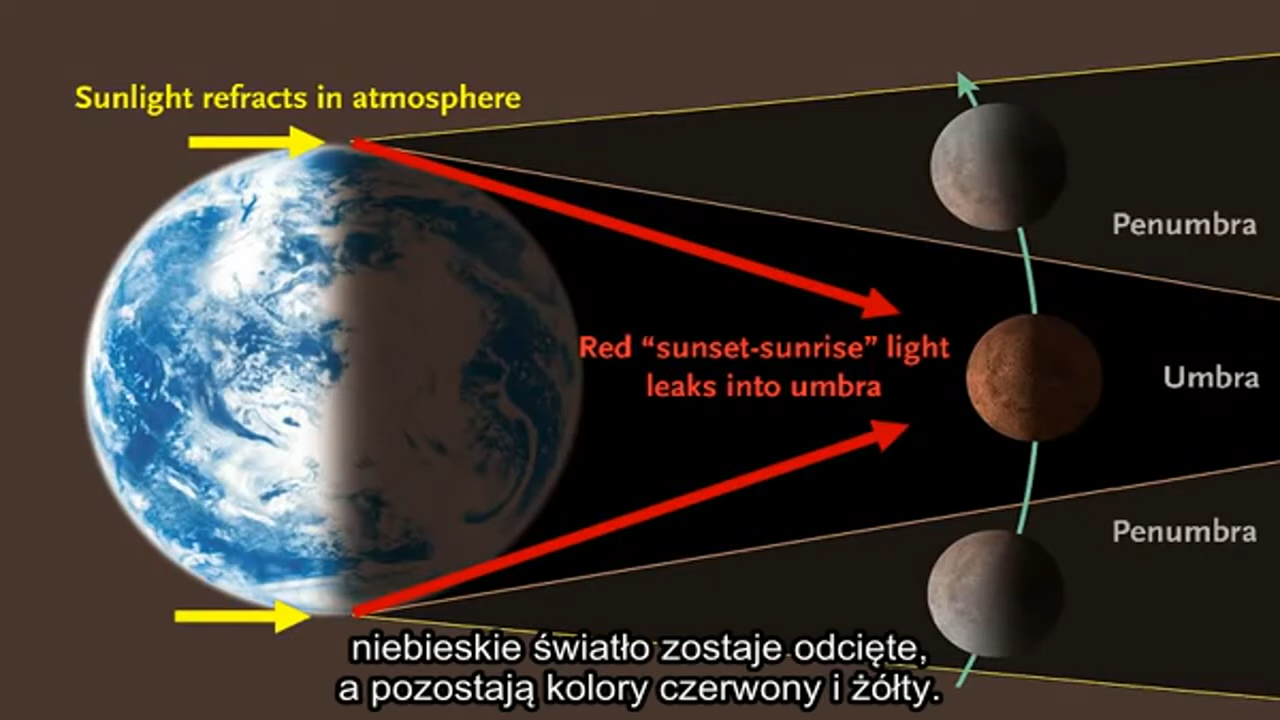 Sunlight refracts in atmosphere
Penumbra
Red “sunset-sunrise” light
leaks into umbra
Umbra
Penumbra
niebieskie światło zostaje odcięte,
a pozostają kolory czerwony i żółty.